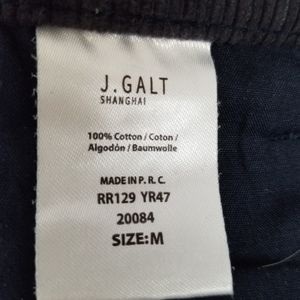 J.GALT
SHANGHAI
100% Cotton / Coton /
Algodón / Baumwolle
MADE IN P. R. C.
RR129 YR47
20084
SIZE:M